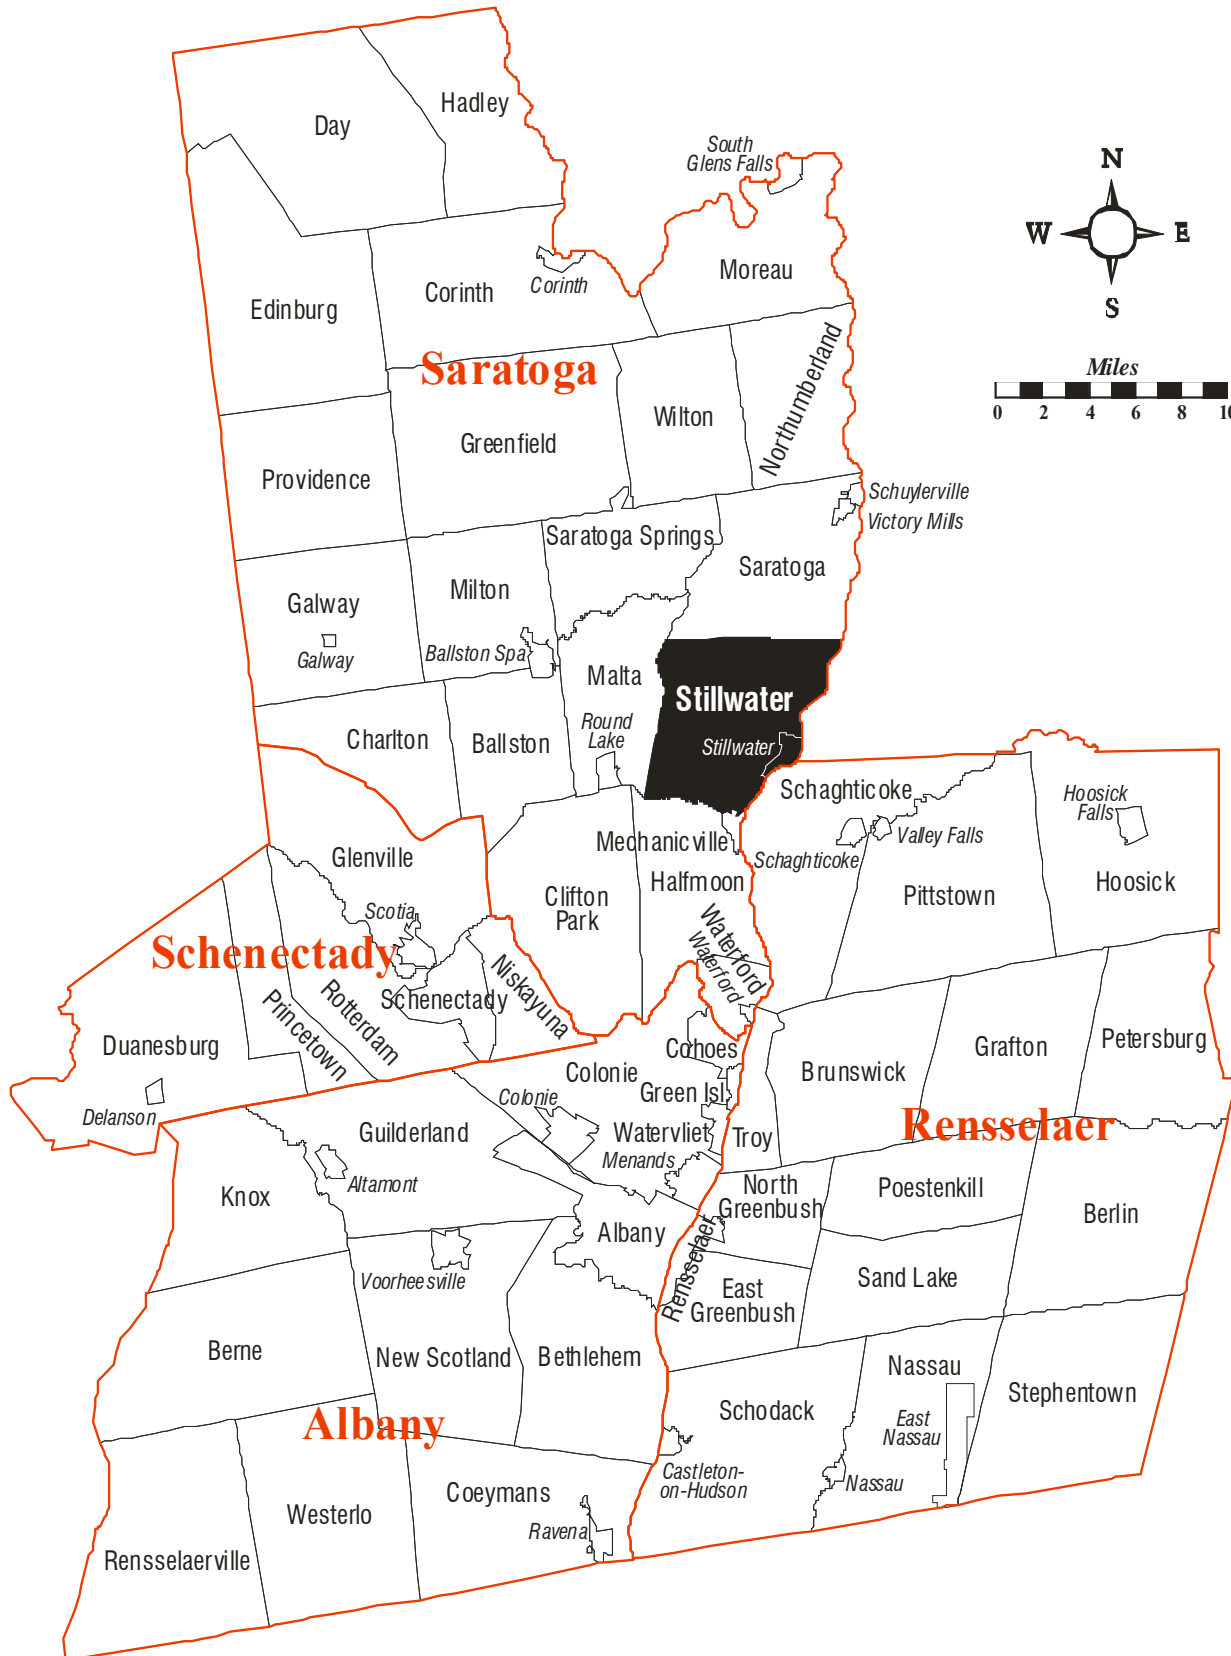 Hadley
Day
South
Glens Falls
N
W
E
S
Moreau
Corinth
Corinth
Edinburg
Miles
0 2 4 6 8 10
Northumberland
Saratoga
Wilton
Greenfield
Providence
Schuylerville
Victory Mills
Saratoga Springs
Saratoga
Milton
Galway
Galway
Ballston Spa
Malta
Stillwater
Stillwater
Round
Lake
Charlton
Ballston
Schaghticoke
Hoosick
Falls
Mechanicville
Valley Falls
Schaghticoke
Glenville
Halfmoon
Hoosick
Pittstown
Clifton
Park
Scotia
Waterford
Waterford
Schenectady
Schenectady
Niskayuna
Rotterdam
Princetown
Duanesburg
Delanson
Cohoes
Colonie
Green Isl.
Colonie
Grafton
Petersburg
Brunswick
Rensselaer
Guilderland
Watervliet
Troy
Menands
Altamont
Knox
North
Greenbush
Poestenkill
Berlin
Albany
Rensselaer
Voorheesville
Sand Lake
East
Greenbush
Berne
New Scotland
Bethlehem
Nassau
Stephentown
Schodack
East
Nassau
Albany
Castleton-
on-Hudson
Nassau
Coeymans
Westerlo
Ravena
Rensselaerville